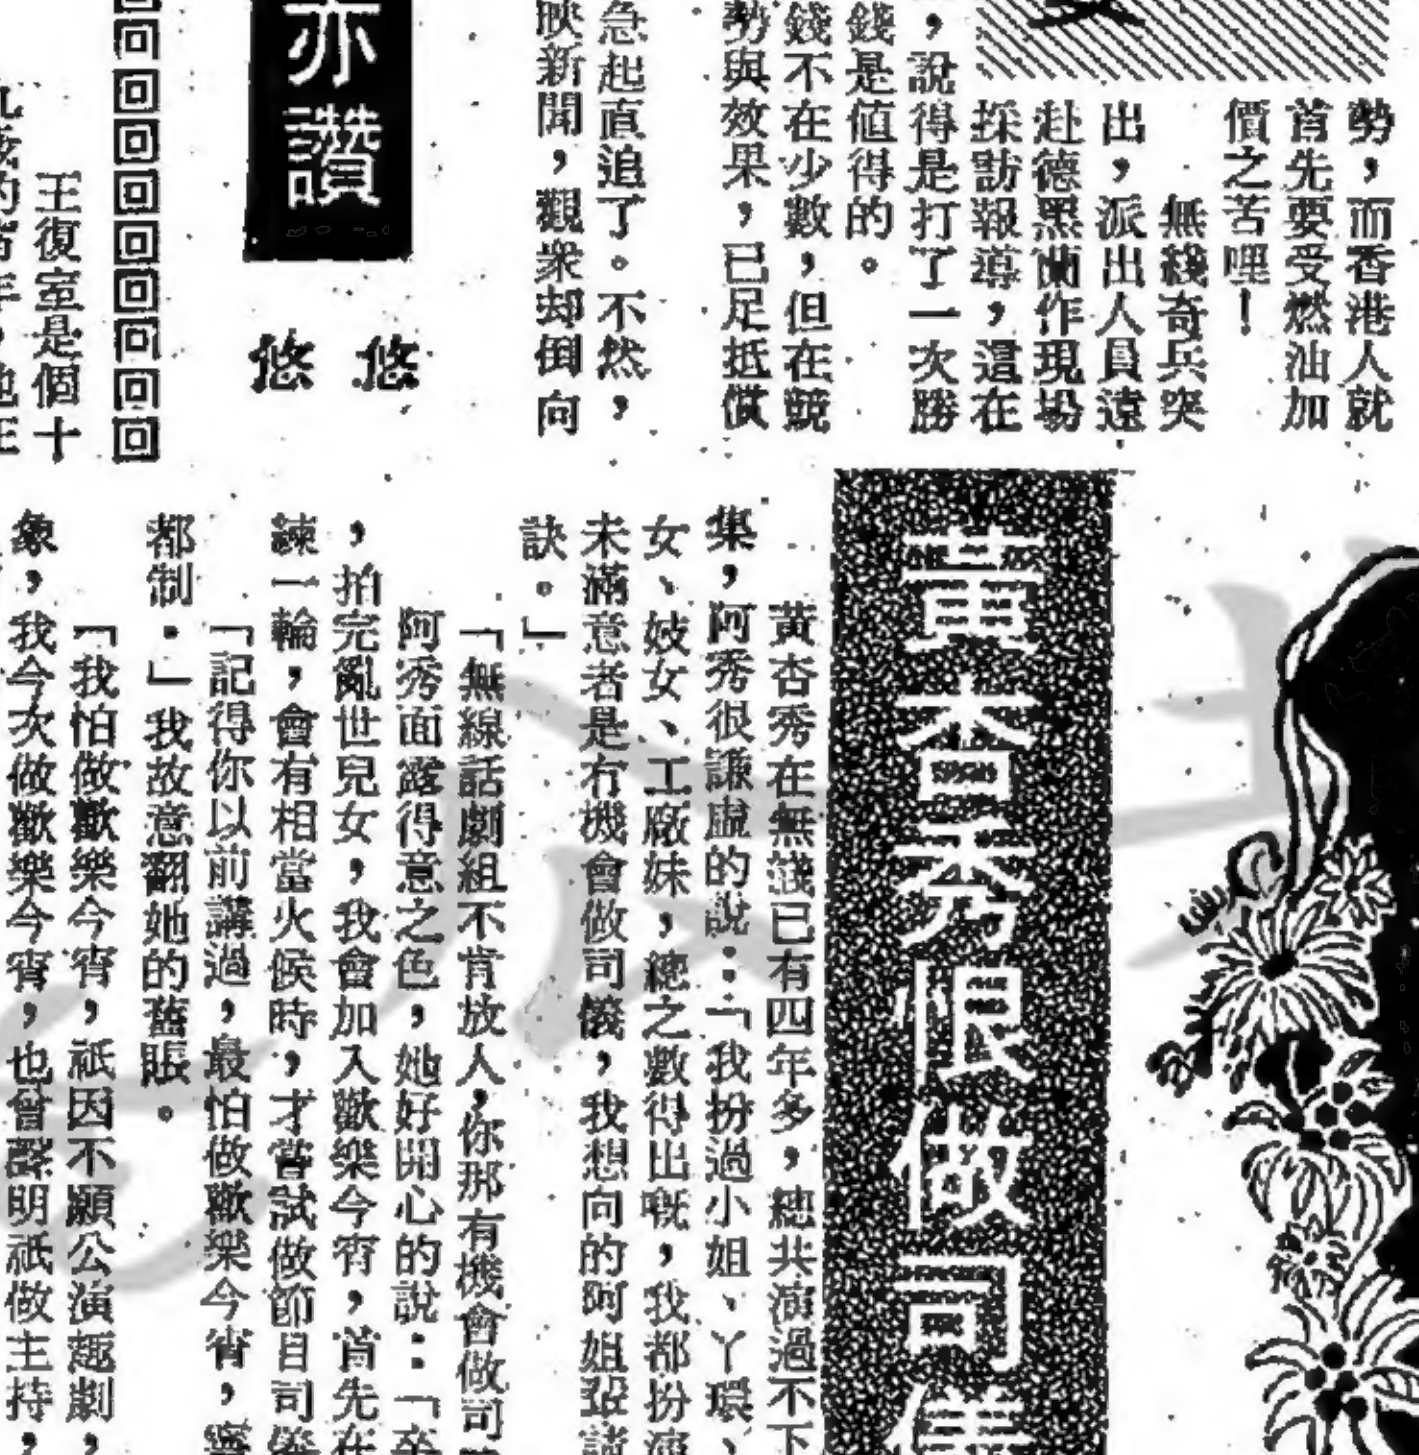 勢，而香港人就
首先要受燃油加
價之苦哩！
無綫奇兵突
出，派出人員遠
赴德黑蘭作現場
採訪報導，這在
，說得是打了一次勝
錢是値得的。
錢不在少數，但在競
勢與效果，已足抵償
急起直追了。不然，
映新聞，觀衆却倒向
亦讚
悠悠
王復室是個十
黃杏秀恨做司儀
黃杏秀在無綫已有四年多，總共演過不下
集，阿秀很謙虛的說：「我扮過小姐、丫環、
女、妓女、工廠妹，總之數得出嘅，我都扮演
未滿意者是冇機會做司儀，我想向的阿姐
訣。」
「無線話劇組不肯放人，你那有機會做司
阿秀面露得意之色，她好開心的說：「
，拍完亂世兒女，我會加入歡樂今宵，首先在
練一輪，會有相當火候時，才嘗試做節目司儀
「記得你以前講過，最怕做歡樂今宵，寧
都制．」我故意翻她的舊賬。
「我怕做歡樂今宵，祇因不願公演趣劇，
象，我今次做歡樂今宵，也會聲明祇做主持，